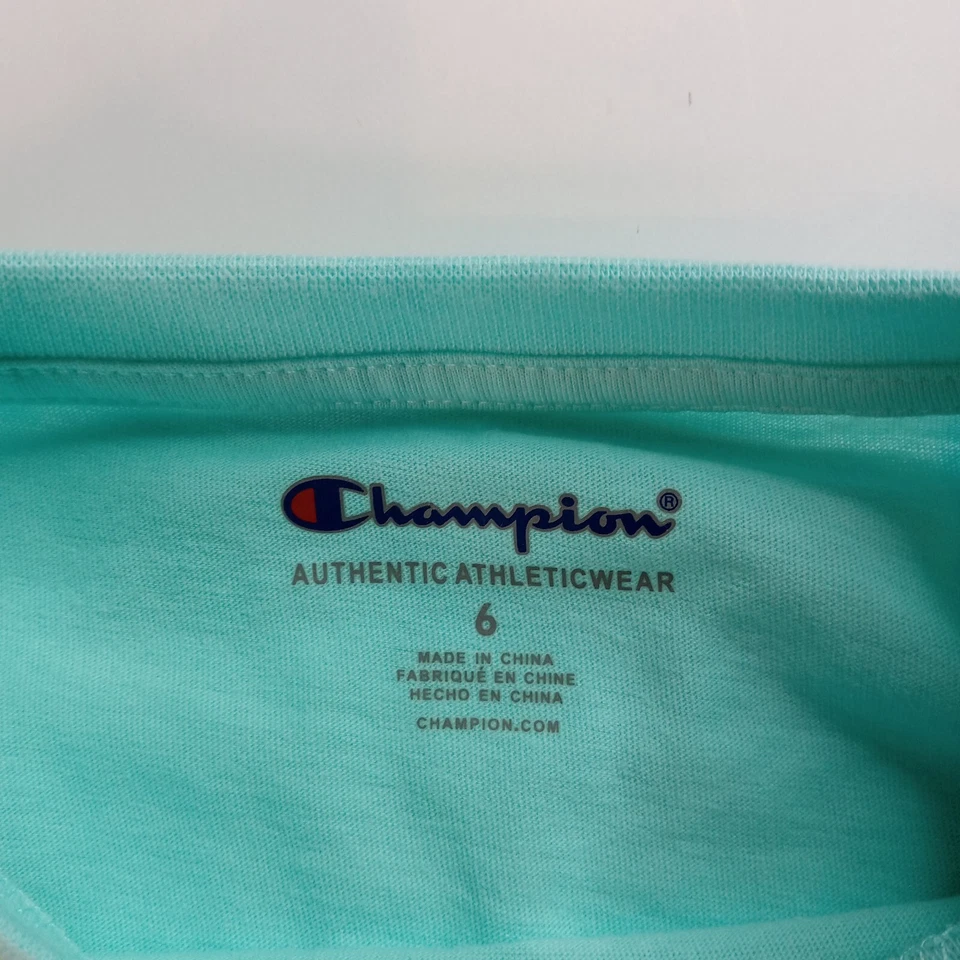 Champion®
AUTHENTIC ATHLETICWEAR
6
MADE IN CHINA
FABRIQUÉ EN CHINE
HECHO EN CHINA
CHAMPION.COM